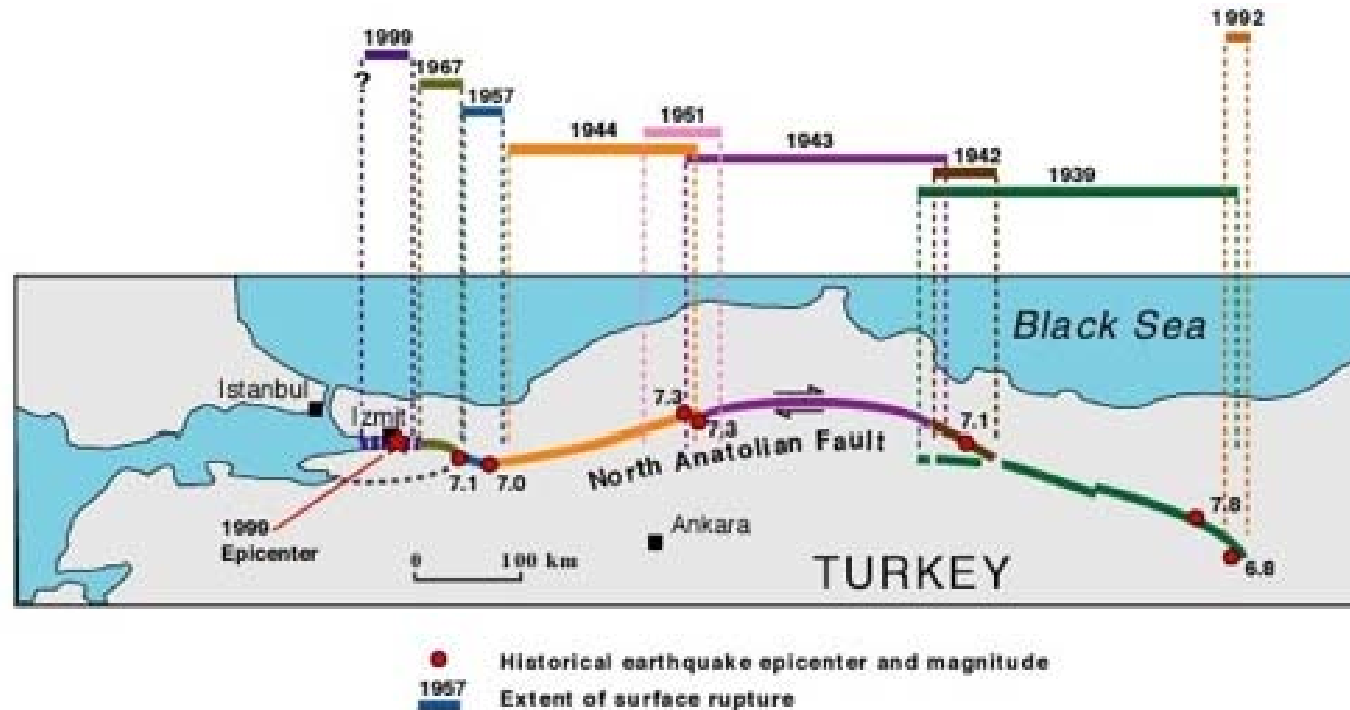 1992
1999
?
1967
1957
1951
1944
1943
1942
1939
Black Sea
Istanbul
Izmit
7.3
7.3
7.1
North Anatolian Fault
7.1
7.0
7.8
1999
Epicenter
Ankara
0
100 km
TURKEY
6.8
Historical earthquake epicenter and magnitude
1957
Extent of surface rupture